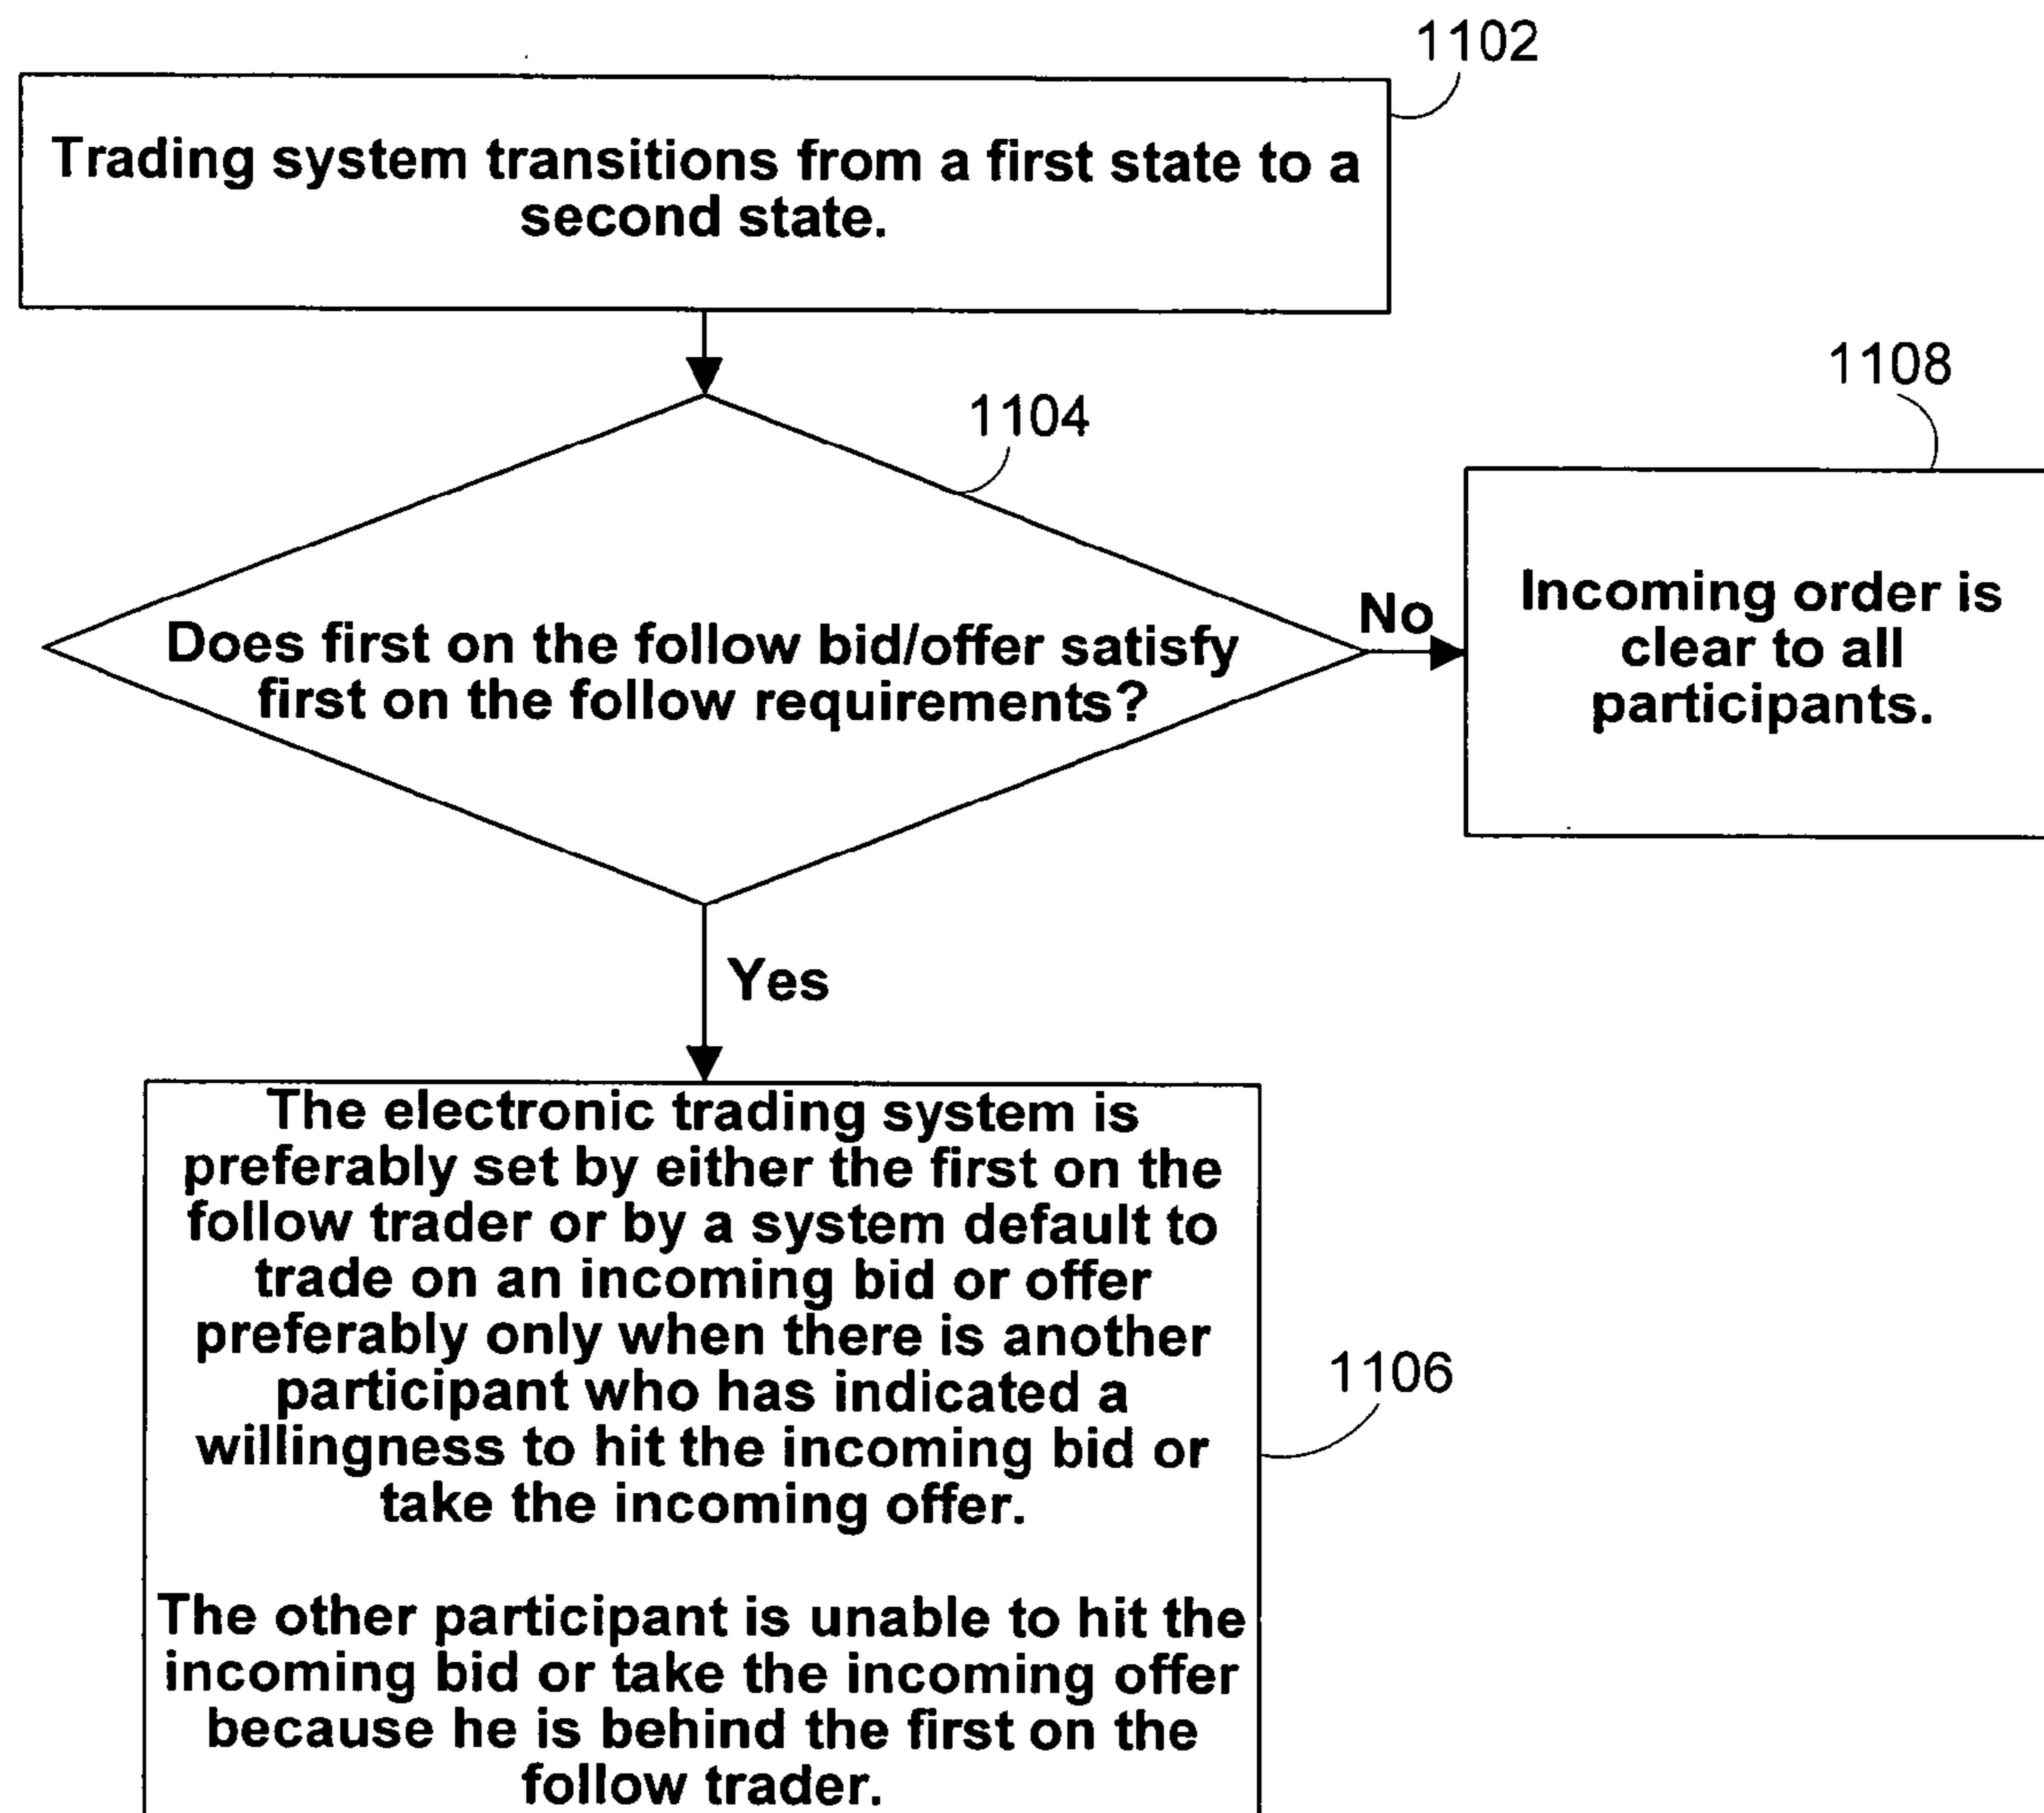 1102
Trading system transitions from a first state to a
second state.
1108
1104
Does first on the follow bid/offer satisfy
first on the follow requirements?
No
Incoming order is
clear to all
participants.
Yes
The electronic trading system is
preferably set by either the first on the
follow trader or by a system default to
trade on an incoming bid or offer
preferably only when there is another
participant who has indicated a
willingness to hit the incoming bid or
take the incoming offer.
1106
The other participant is unable to hit the
incoming bid or take the incoming offer
because he is behind the first on the
follow trader.